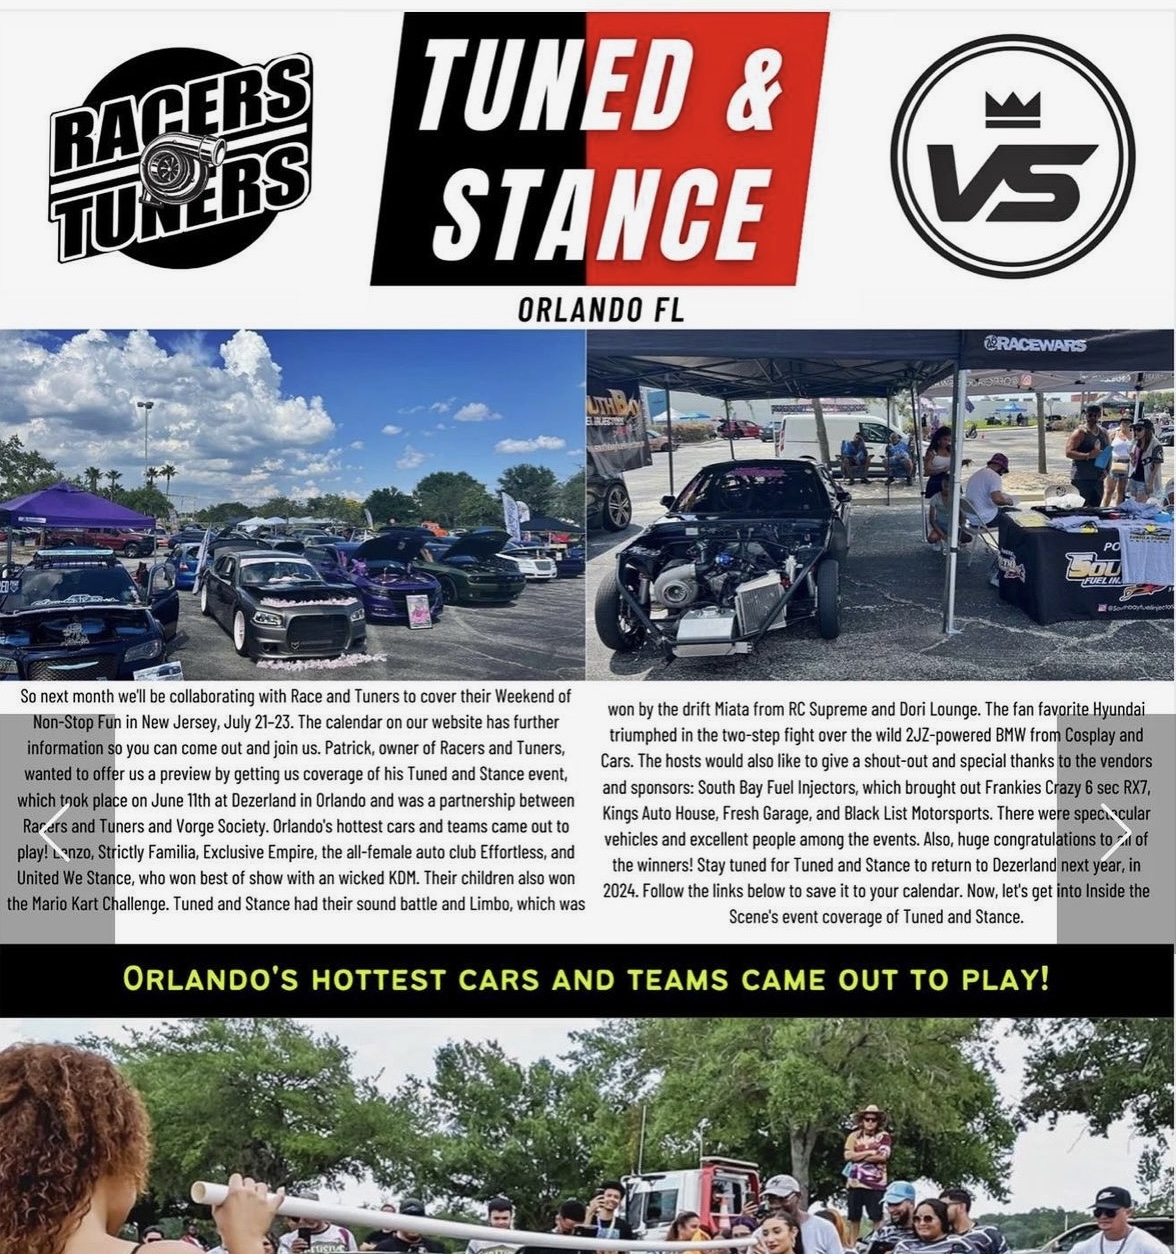 RACERS
TUNERS
TUNED &
STANCE
VS
ORLANDO FL
RACEWARS
So next month we'll be collaborating with Race and Tuners to cover their Weekend of
Non-Stop Fun in New Jersey, July 21-23. The calendar on our website has further
information so you can come out and join us. Patrick, owner of Racers and Tuners,
wanted to offer us a preview by getting us coverage of his Tuned and Stance event,
which took place on June 11th at Dezerland in Orlando and was a partnership between
Racers and Tuners and Vorge Society. Orlando's hottest cars and teams came out to
play! Lanzo, Strictly Familia, Exclusive Empire, the all-female auto club Effortless, and
United We Stance, who won best of show with an wicked KDM. Their children also won
the Mario Kart Challenge. Tuned and Stance had their sound battle and Limbo, which was
won by the drift Miata from RC Supreme and Dori Lounge. The fan favorite Hyundai
triumphed in the two-step fight over the wild 2JZ-powered BMW from Cosplay and
Cars. The hosts would also like to give a shout-out and special thanks to the vendors
and sponsors: South Bay Fuel Injectors, which brought out Frankies Crazy 6 sec RX7,
Kings Auto House, Fresh Garage, and Black List Motorsports. There were spectacular
vehicles and excellent people among the events. Also, huge congratulations to all of
the winners! Stay tuned for Tuned and Stance to return to Dezerland next year, in
2024. Follow the links below to save it to your calendar. Now, let's get into Inside the
Scene's event coverage of Tuned and Stance.
ORLANDO'S HOTTEST CARS AND TEAMS CAME OUT TO PLAY!